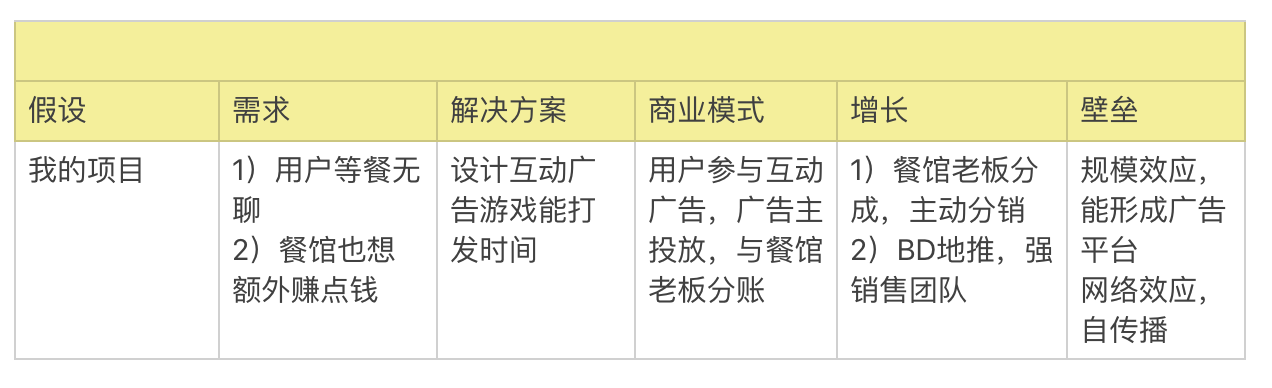 假设
需求
解决方案
商业模式
增长
壁垒
我的项目
1）用户等餐无
聊
2）餐馆也想
额外赚点钱
设计互动广
告游戏能打
发时间
用户参与互动
广告，广告主
投放，与餐馆
老板分账
1）餐馆老板分
成，主动分销
2）BD地推，强
销售团队
规模效应，
能形成广告
平台
网络效应，
自传播